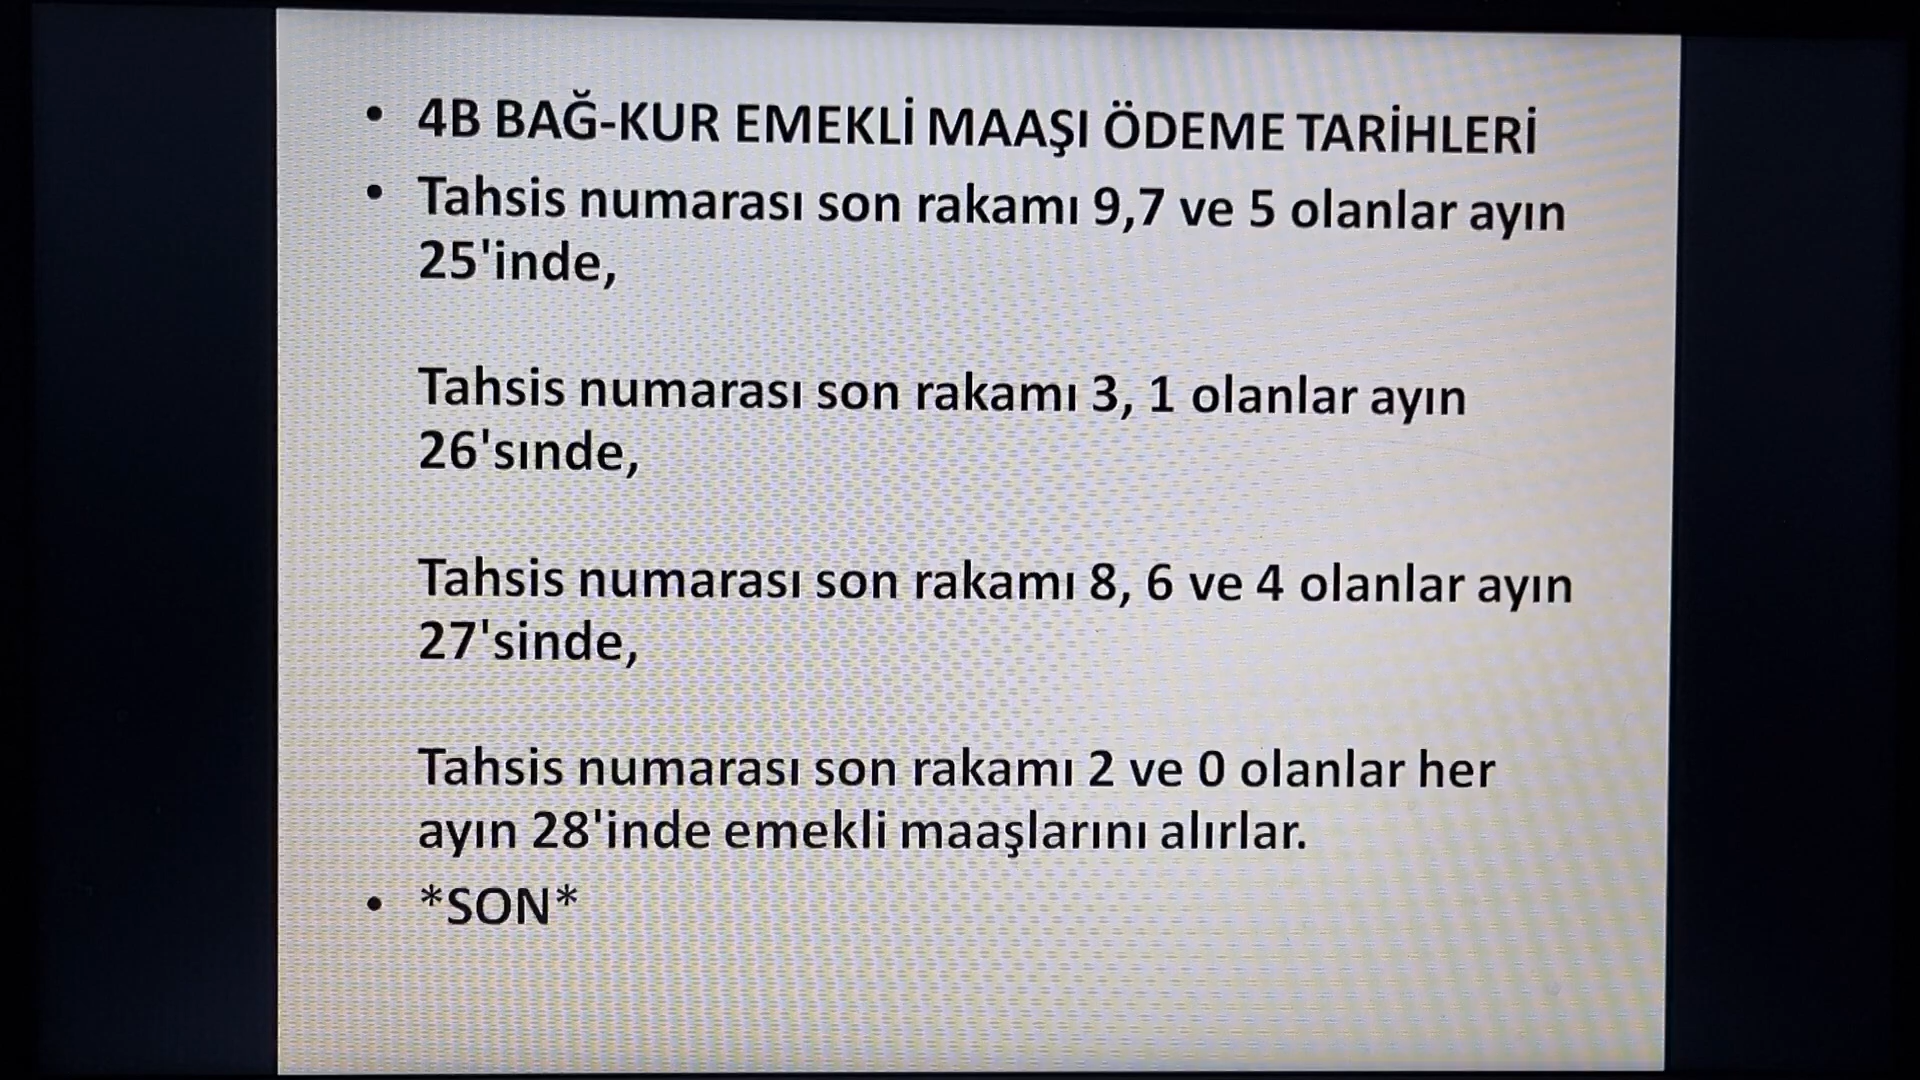 • 4B BAĞ-KUR EMEKLİ MAAŞI ÖDEME TARİHLERİ
• Tahsis numarası son rakamı 9,7 ve 5 olanlar ayın
25'inde,
Tahsis numarası son rakamı 3, 1 olanlar ayın
26'sınde,
Tahsis numarası son rakamı 8, 6 ve 4 olanlar ayın
27'sinde,
Tahsis numarası son rakamı 2 ve 0 olanlar her
ayın 28'inde emekli maaşlarını alırlar.
• *SON*